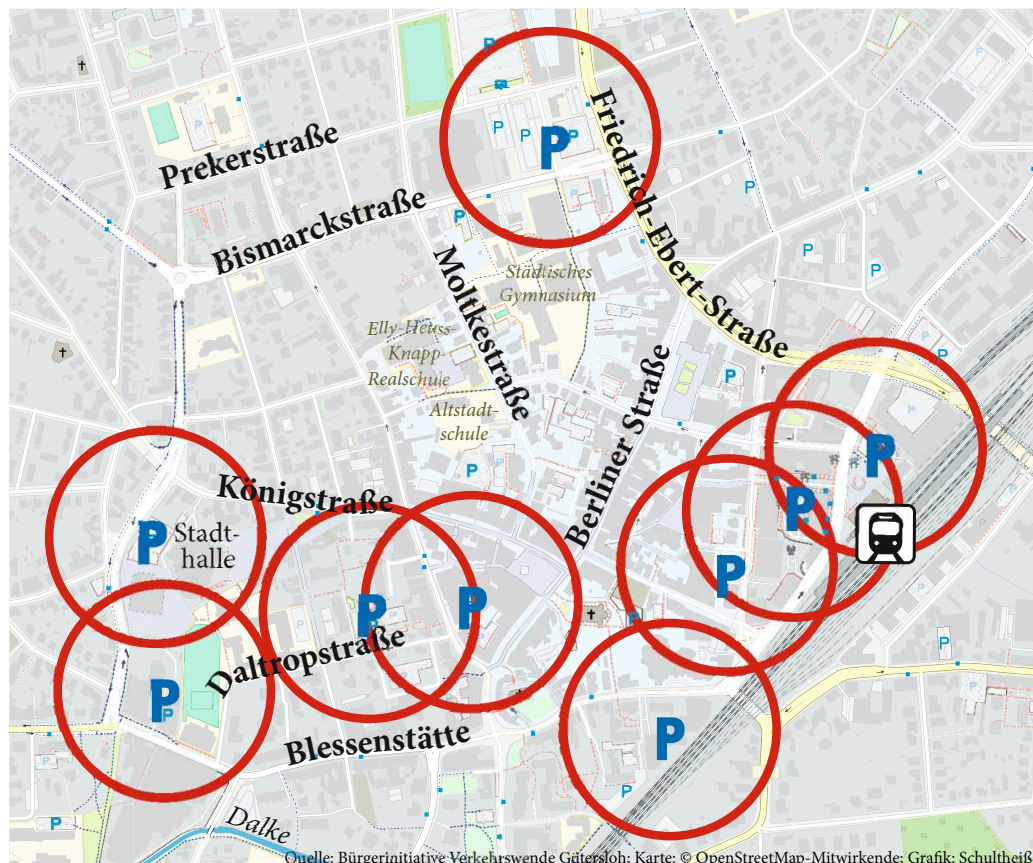 Prekerstraße
Bismarckstraße
Friedrich-Ebert-Straße
P
Städtisches
Gymnasium
Moltkestraße
Elly-Heuss-
Knapp
Realschule
Altstadt-
schule
Berliner Straße
Königstraße
P
P
P
Stadt-
halle
P
P
P
Daltropstraße
P
P
Blessenstätte
Dalke
Quelle: Bürgerinitiative Verkehrswende Gütersloh; Karte: © OpenStreetMap-Mitwirkende; Grafik: Schultheiß